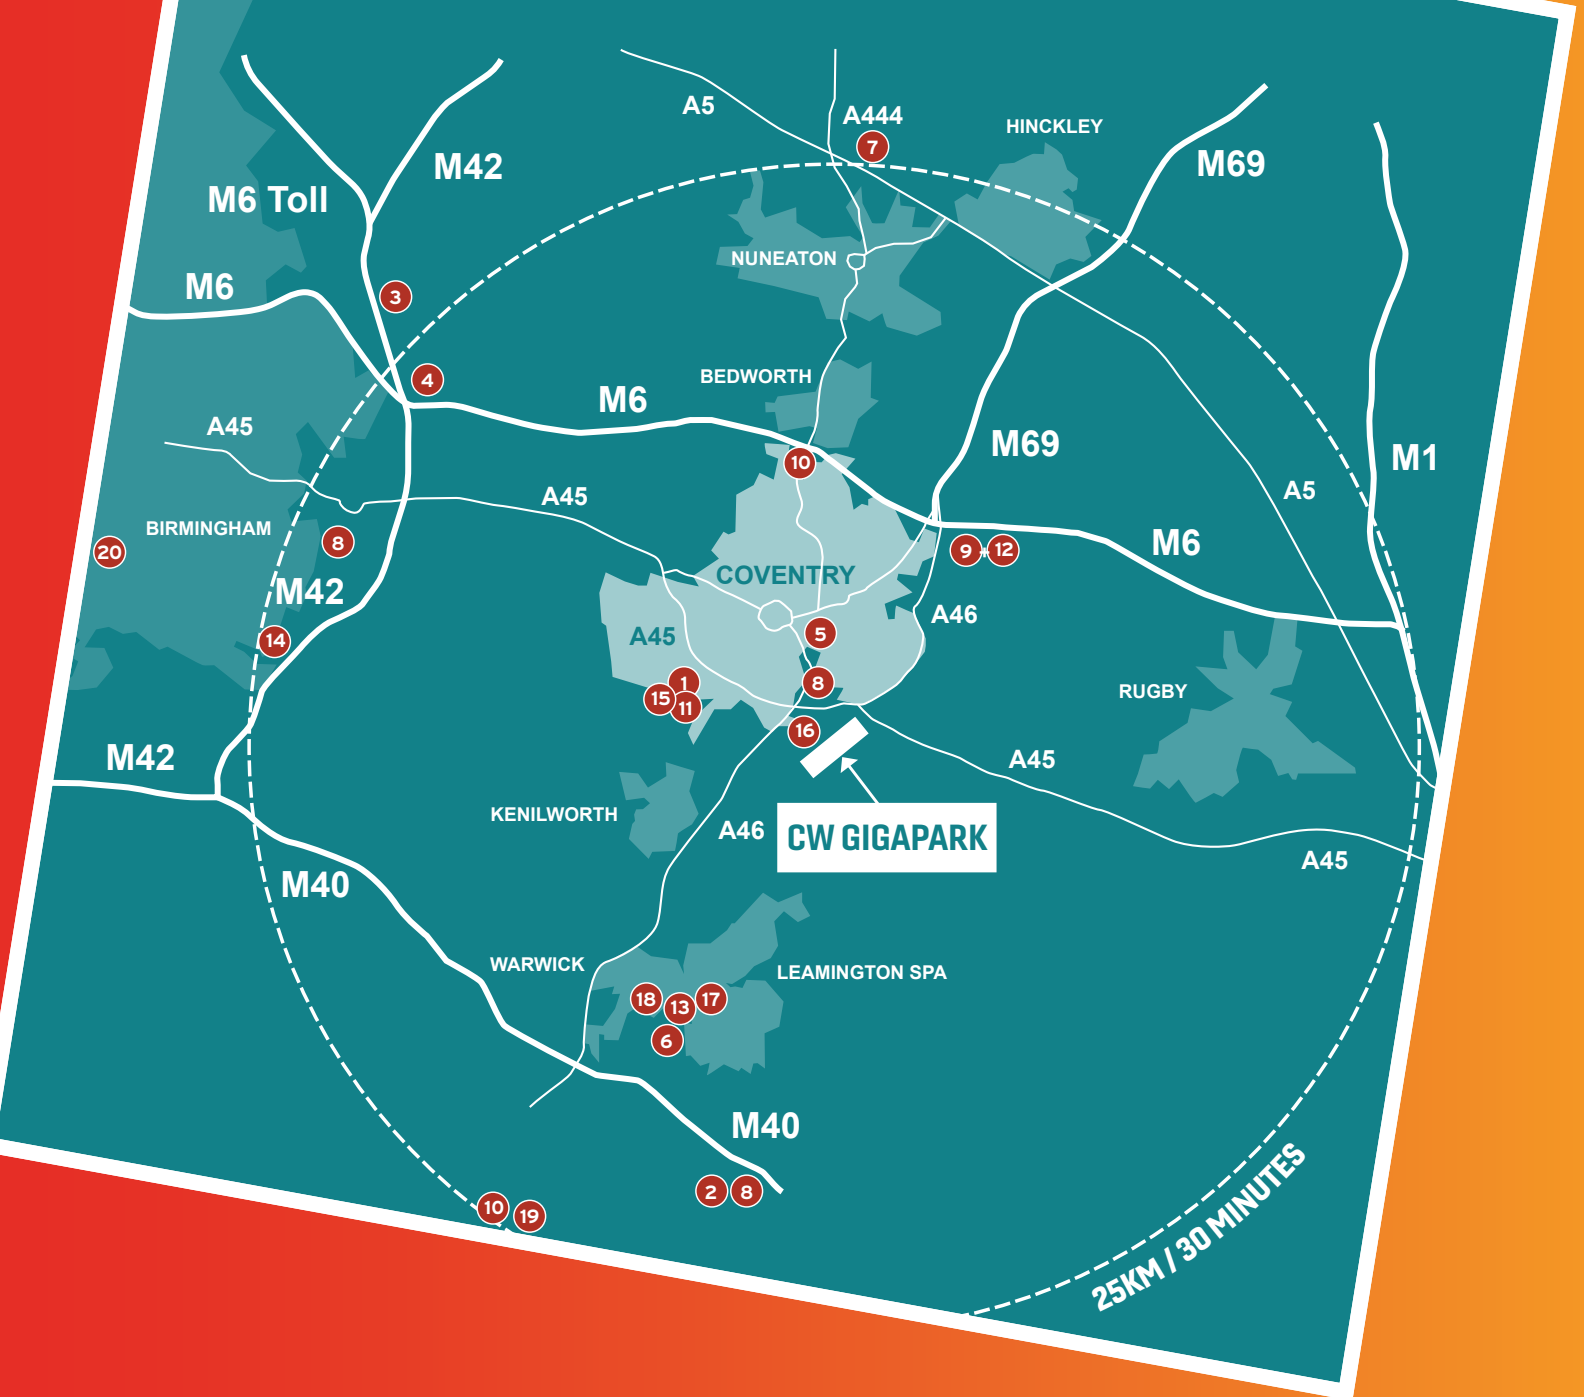 A5
A444
7
HINCKLEY
M42
M69
M6 Toll
NUNEATON
M6
3
4
BEDWORTH
M6
A45
M69
M1
10
A45
A5
BIRMINGHAM
20
8
M6
9 + 12
COVENTRY
M42
A46
14
A45
5
1
8
15
11
RUGBY
16
M42
A45
KENILWORTH
A46
CW GIGAPARK
A45
M40
WARWICK
LEAMINGTON SPA
18
13
17
6
M40
2
8
10
19
25KM / 30 MINUTES